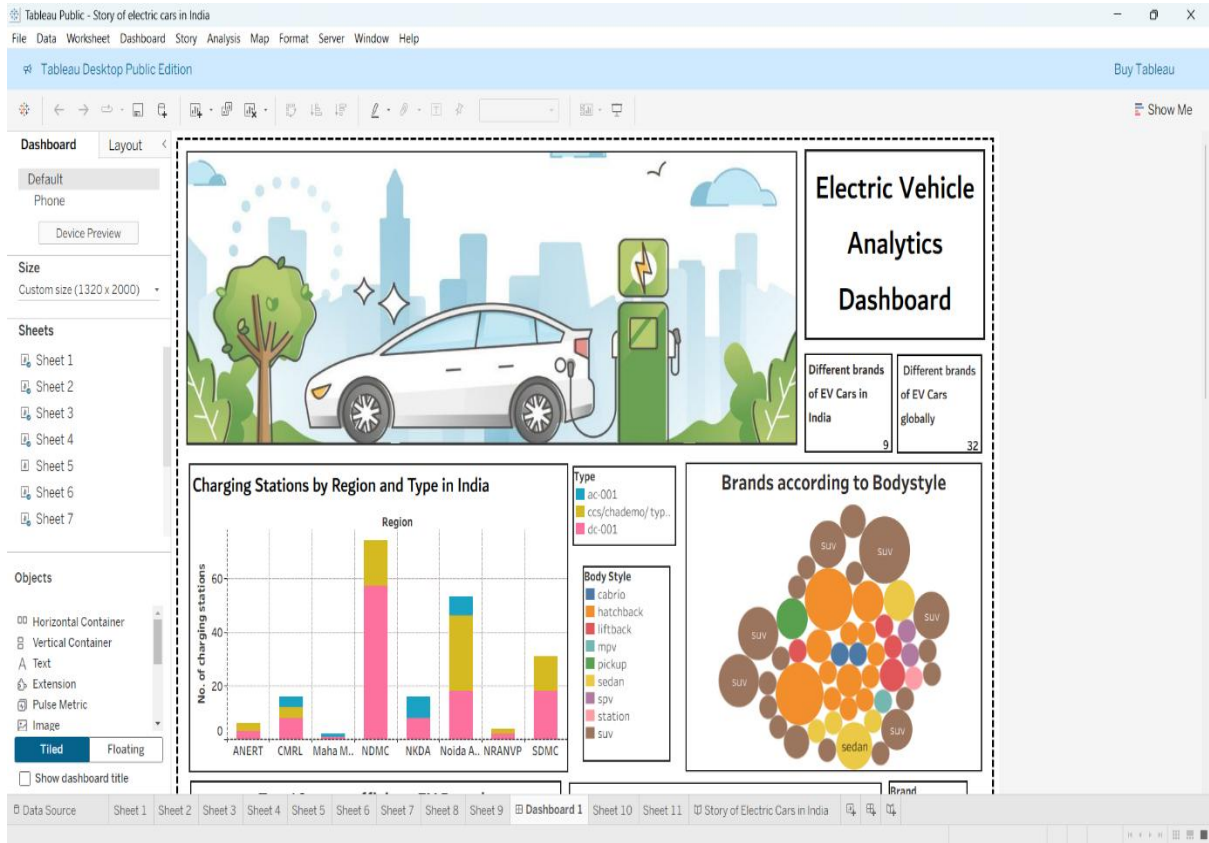 Tableau Public - Story of electric cars in India
File Data Worksheet Dashboard Story Analysis Map Format Server Window Help
Tableau Desktop Public Edition
Buy Tableau
Show Me
Dashboard Layout
Default
Phone
Device Preview
Size
Custom size (1320 x 2000)
Sheets
Sheet 1
Sheet 2
Sheet 3
Sheet 4
Sheet 5
Sheet 6
Sheet 7
Objects
Horizontal Container
Vertical Container
A Text
Extension
Pulse Metric
Image
Tiled Floating
Show dashboard title
Electric Vehicle
Analytics
Dashboard
Different brands
of EV Cars in
India
9
Different brands
of EV Cars
globally
32
Charging Stations by Region and Type in India
Region
No. of charging stations
60
40
20
0
ANERT CMRL Maha M.. NDMC NKDA Noida A.. NRANVP SDMC
Type
ac-001
ccs/chademo/ typ..
dc-001
Body Style
cabrio
hatchback
liftback
mpv
pickup
sedan
spv
station
suv
Brands according to Bodystyle
suv
suv
suv
suv
suv
suv
sedan
Brand
Data Source Sheet 1 Sheet 2 Sheet 3 Sheet 4 Sheet 5 Sheet 6 Sheet 7 Sheet 8 Sheet 9 Dashboard 1 Sheet 10 Sheet 11 Story of Electric Cars in India